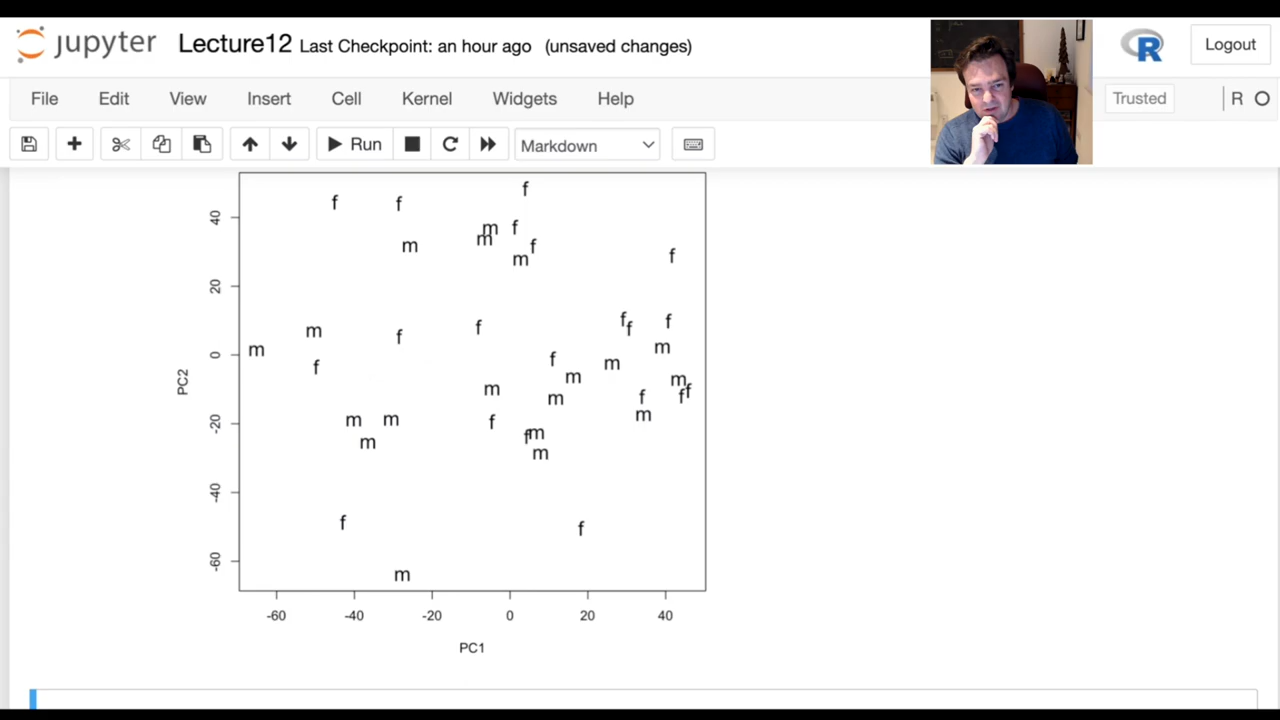 jupyter Lecture12 Last Checkpoint: an hour ago (unsaved changes) R Logout
File Edit View Insert Cell Kernel Widgets Help Trusted R
Run Markdown
f
f f
m f
m
m f
m f
m
f
f f
m f f
m
m f f m
f m
m
m m m
f m f f
m m m
f
f m
m m
f
f
m
40
20
0
-20
-40
-60
PC2
-60 -40 -20 0 20 40
PC1